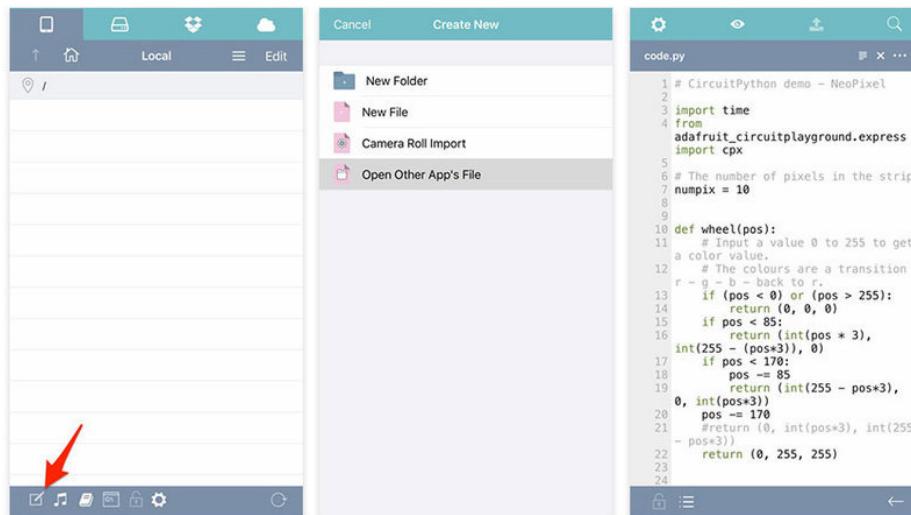 Local
Edit
/
Cancel
Create New
New Folder
New File
Camera Roll Import
Open Other App's File
code.py
1 # CircuitPython demo - NeoPixel
2
3 import time
4 from
adafruit_circuitplayground.express
import cpx
5
6 # The number of pixels in the strip
7 numpix = 10
8
9
10 def wheel(pos):
11 # Input a value 0 to 255 to get
a color value.
12 # The colours are a transition
r - g - b - back to r.
13 if (pos < 0) or (pos > 255):
14 return (0, 0, 0)
15 if pos < 85:
16 return (int(pos * 3),
int(255 - (pos*3)), 0)
17 if pos < 170:
18 pos -= 85
19 return (int(255 - pos*3),
0, int(pos*3))
20 pos -= 170
21 #return (0, int(pos*3), int(255
- pos*3))
22 return (0, 255, 255)
23
24